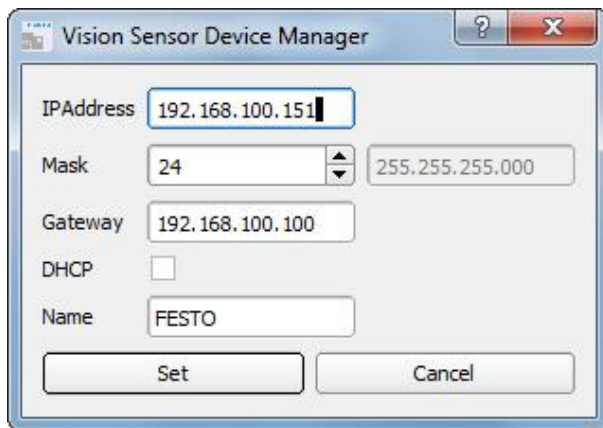 Vision Sensor Device Manager
IPAddress 192.168.100.151
Mask 24 255.255.255.000
Gateway 192.168.100.100
DHCP
Name FESTO
Set Cancel